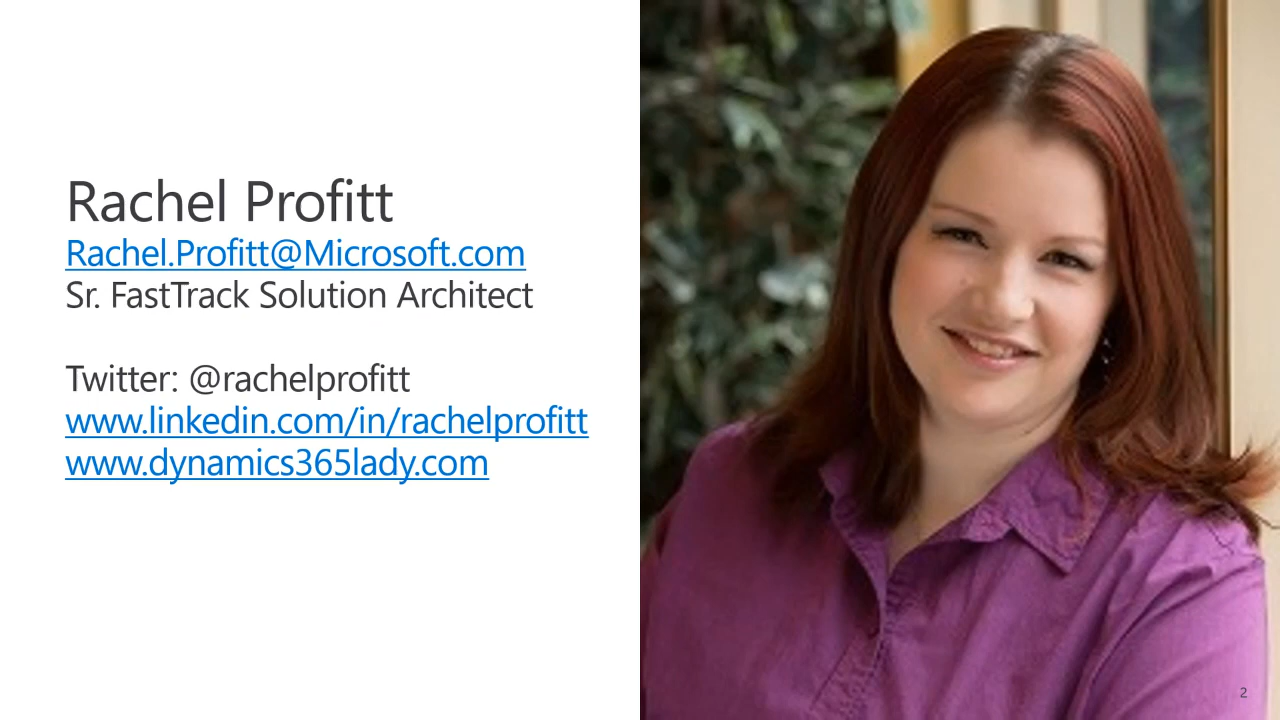 Rachel Profitt
Rachel.Profitt@Microsoft.com
Sr. FastTrack Solution Architect
Twitter: @rachelprofitt
www.linkedin.com/in/rachelprofitt
www.dynamics365lady.com
2